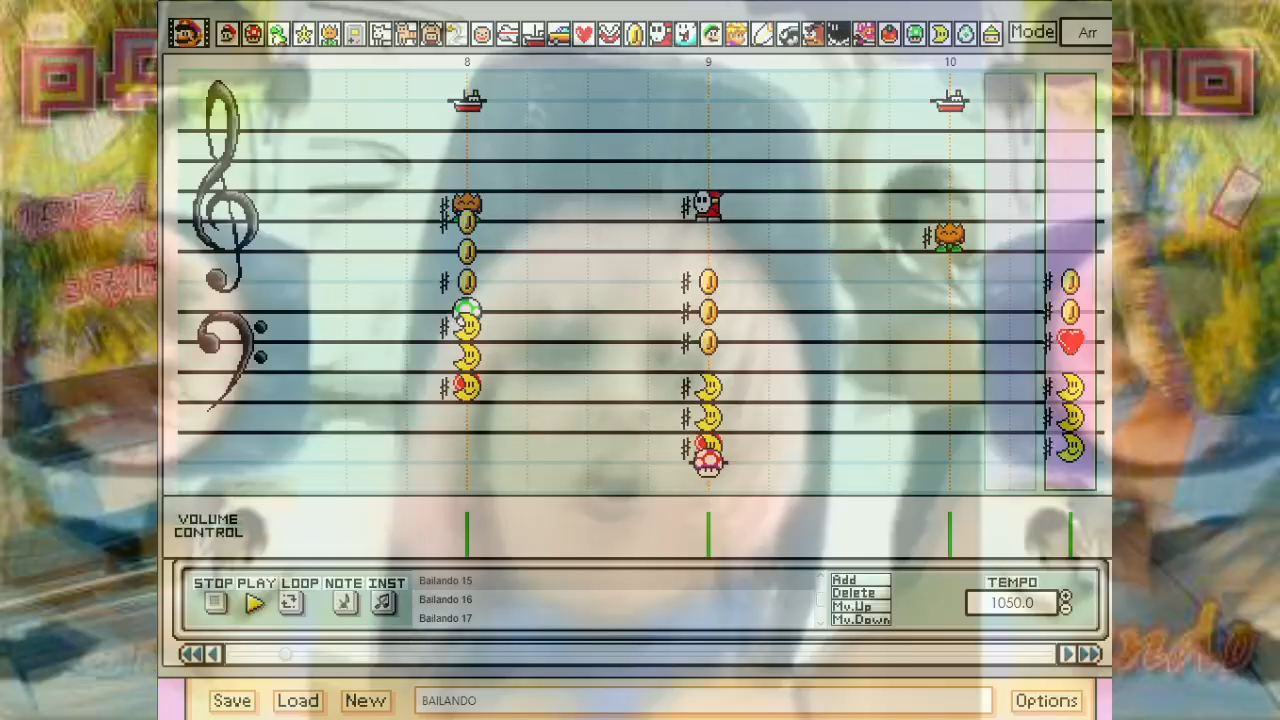 Mode Arr
8 9 10
VOLUME
CONTROL
STOP PLAY LOOP NOTE INST
Bailando 15
Bailando 16
Bailando 17
Add
Delete
Mv.Up
Mv.Down
TEMPO
1050.0
Save Load New BAILANDO Options